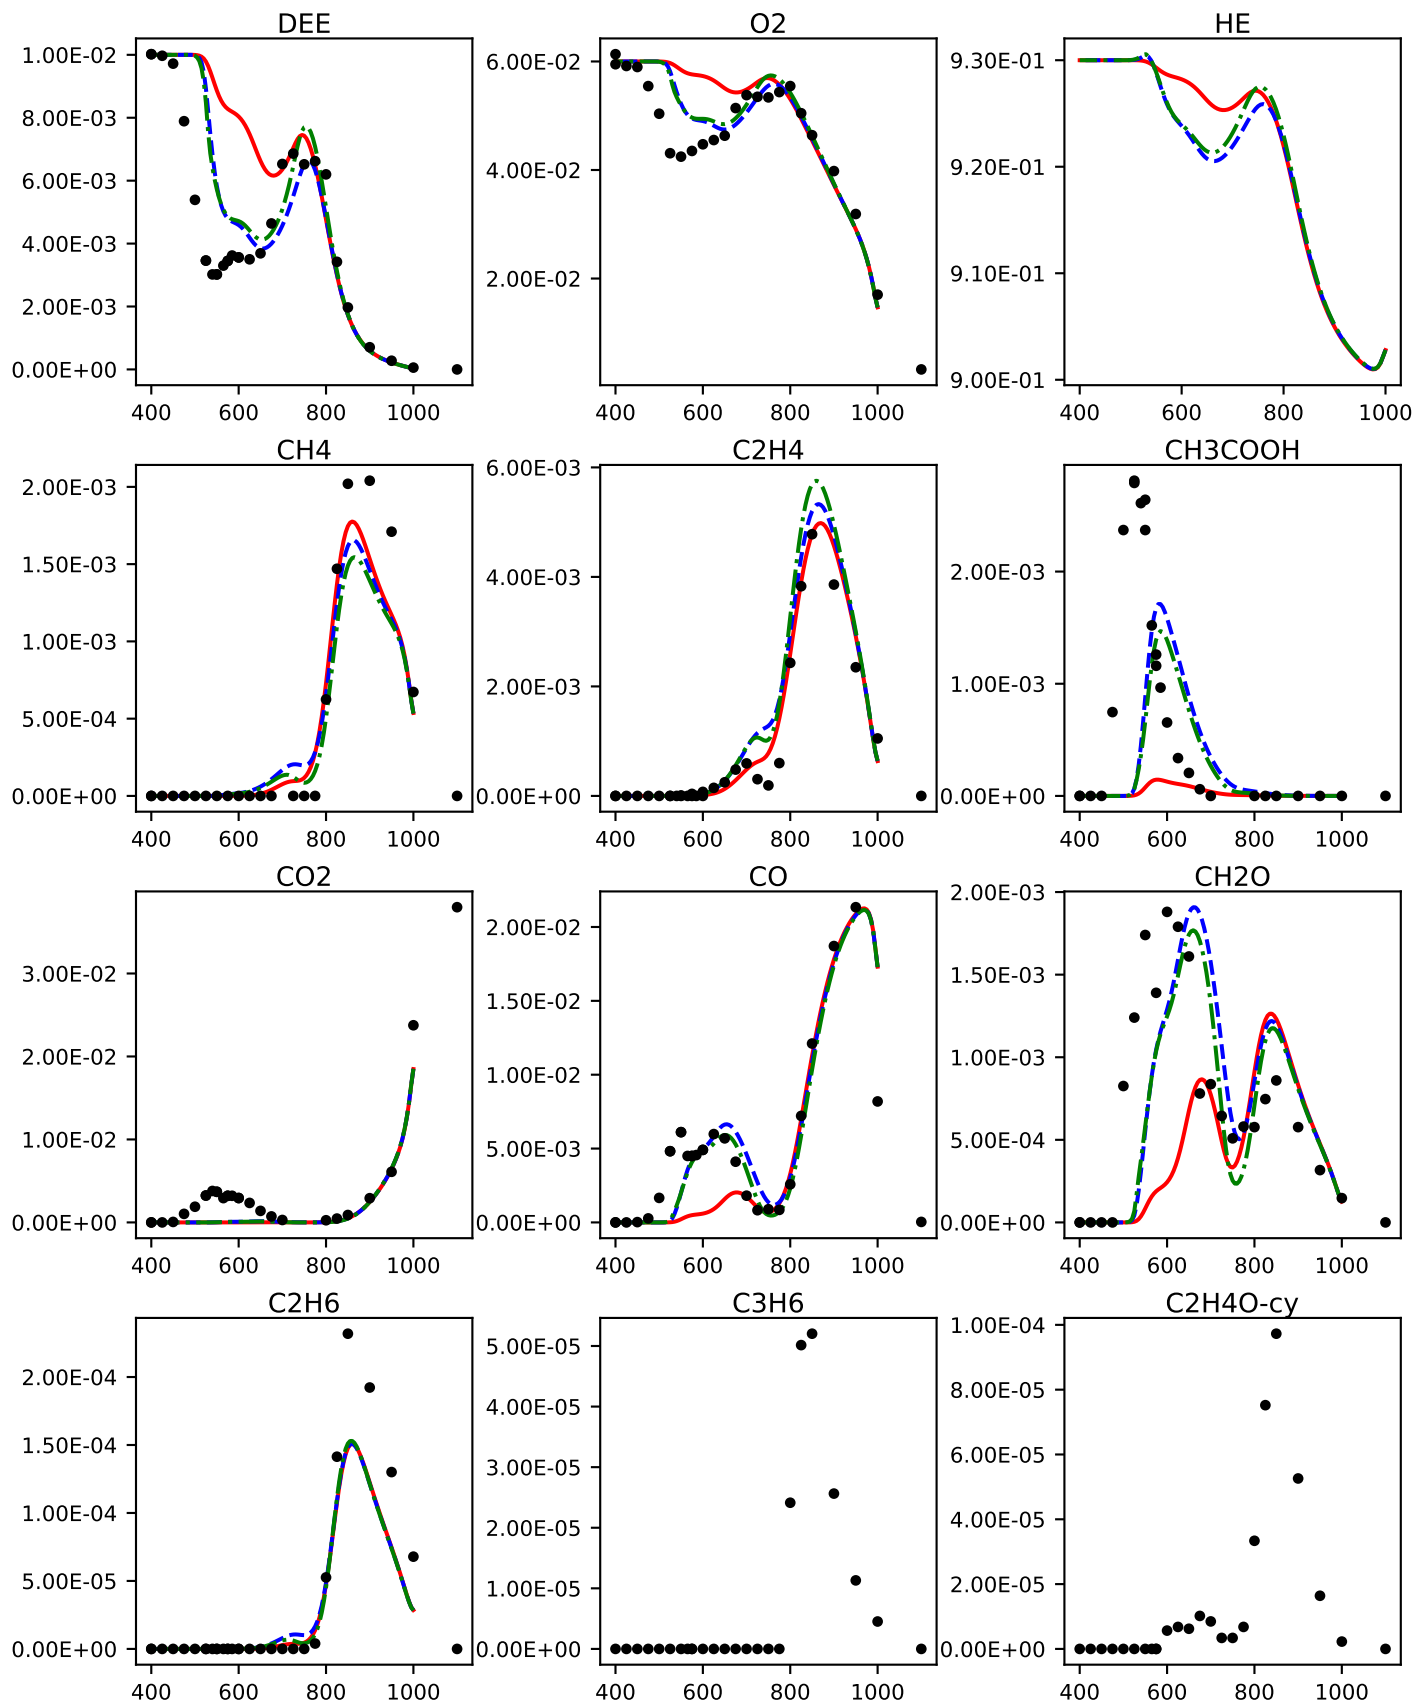 DEE
O2
HE
1.00E-02
8.00E-03
6.00E-03
4.00E-03
2.00E-03
0.00E+00
400 600 800 1000
6.00E-02
4.00E-02
2.00E-02
400 600 800 1000
9.30E-01
9.20E-01
9.10E-01
9.00E-01
400 600 800 1000
CH4
C2H4
CH3COOH
2.00E-03
1.50E-03
1.00E-03
5.00E-04
0.00E+00
400 600 800 1000
6.00E-03
4.00E-03
2.00E-03
0.00E+00
400 600 800 1000
2.00E-03
1.00E-03
0.00E+00
400 600 800 1000
CO2
CO
CH2O
3.00E-02
2.00E-02
1.00E-02
0.00E+00
400 600 800 1000
2.00E-02
1.50E-02
1.00E-02
5.00E-03
0.00E+00
400 600 800 1000
2.00E-03
1.50E-03
1.00E-03
5.00E-04
0.00E+00
400 600 800 1000
C2H6
C3H6
C2H4O-cy
2.00E-04
1.50E-04
1.00E-04
5.00E-05
0.00E+00
400 600 800 1000
5.00E-05
4.00E-05
3.00E-05
2.00E-05
1.00E-05
0.00E+00
400 600 800 1000
1.00E-04
8.00E-05
6.00E-05
4.00E-05
2.00E-05
0.00E+00
400 600 800 1000